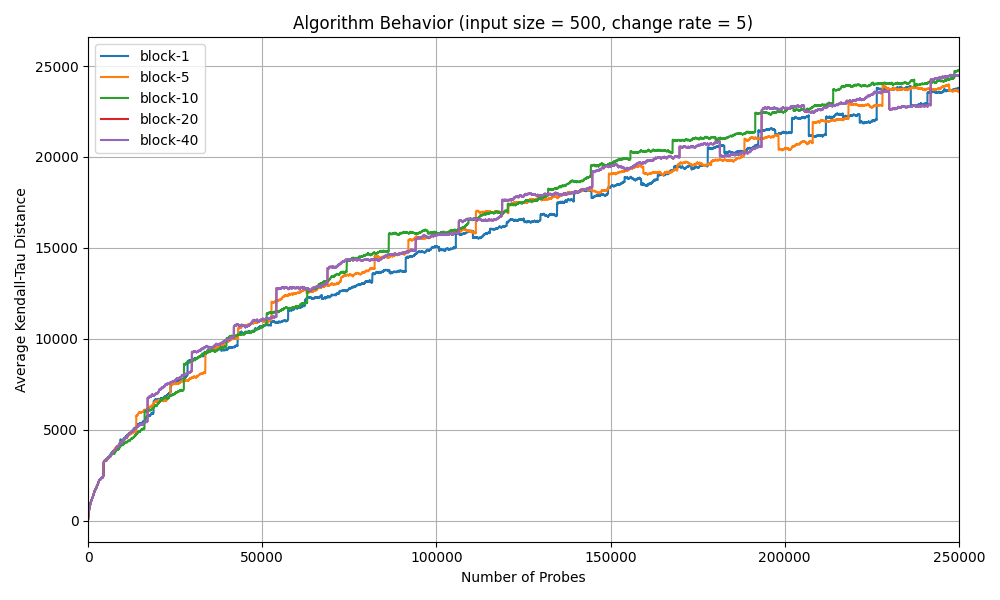 Algorithm Behavior (input size = 500, change rate = 5)
block-1
block-5
block-10
block-20
block-40
Average Kendall-Tau Distance
25000
20000
15000
10000
5000
0
0 50000 100000 150000 200000 250000
Number of Probes